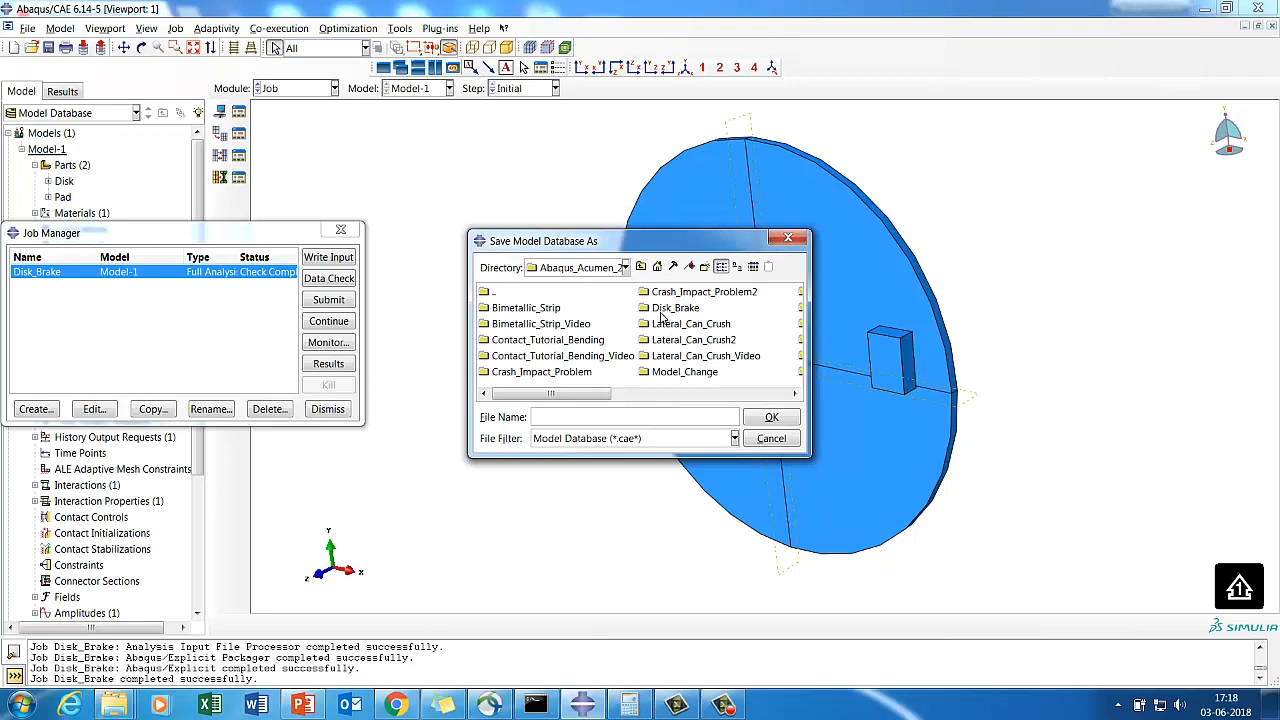 Abaqus/CAE 6.14-5 [Viewport: 1]
File Model Viewport View Job Adaptivity Co-execution Optimization Tools Plug-ins Help
All
1 2 3 4
Model Results
Module: Job Model: Model-1 Step: Initial
Model Database
Models (1)
Model-1
Parts (2)
Disk
Pad
Materials (1)
Job Manager
Name Model Type Status
Disk_Brake Model-1 Full Analysi Check Compl
Write Input
Data Check
Submit
Continue
Monitor...
Results
Kill
Create... Edit... Copy... Rename... Delete... Dismiss
History Output Requests (1)
Time Points
ALE Adaptive Mesh Constraints
Interactions (1)
Interaction Properties (1)
Contact Controls
Contact Initializations
Contact Stabilizations
Constraints
Connector Sections
Fields
Amplitudes (1)
Save Model Database As
Directory: Abaqus_Acumen_2
..
Bimetallic_Strip
Bimetallic_Strip_Video
Contact_Tutorial_Bending
Contact_Tutorial_Bending_Video
Crash_Impact_Problem
Crash_Impact_Problem2
Disk_Brake
Lateral_Can_Crush
Lateral_Can_Crush2
Lateral_Can_Crush_Video
Model_Change
File Name: OK
File Filter: Model Database (*.cae*) Cancel
Y
X
Z
Y
X
Z
1
SIMULIA
Job Disk_Brake: Analysis Input File Processor completed successfully.
Job Disk_Brake: Abaqus/Explicit Packager completed successfully.
Job Disk_Brake: Abaqus/Explicit completed successfully.
Job Disk_Brake completed successfully.
>>>
17:18
03-06-2018